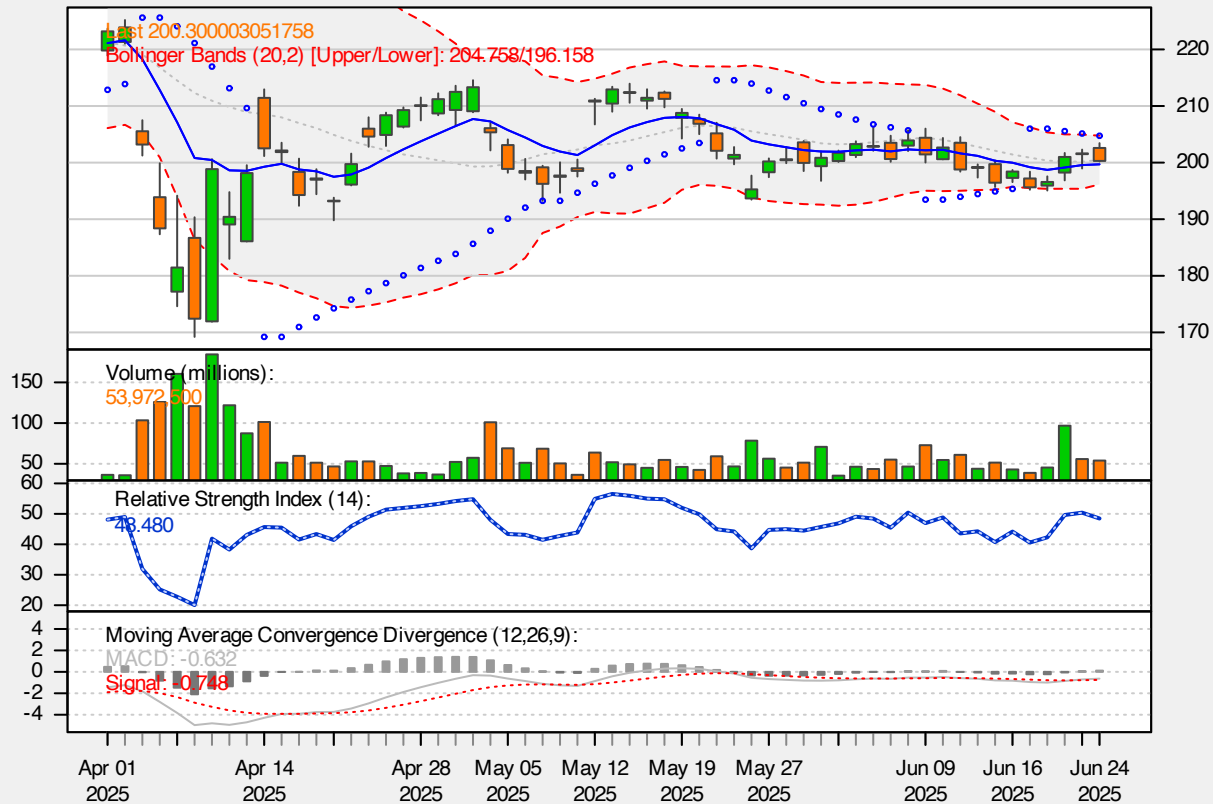 Last 200.300003051758
Bollinger Bands (20,2) [Upper/Lower]: 204.758/196.158
220
210
200
190
180
170
Volume (millions):
53,972,500
150
100
50
Relative Strength Index (14):
48.480
60
50
40
30
20
Moving Average Convergence Divergence (12,26,9):
MACD: -0.632
Signal: -0.748
4
2
0
-2
-4
Apr 01 Apr 14 Apr 28 May 05 May 12 May 19 May 27 Jun 09 Jun 16 Jun 24
2025 2025 2025 2025 2025 2025 2025 2025 2025 2025